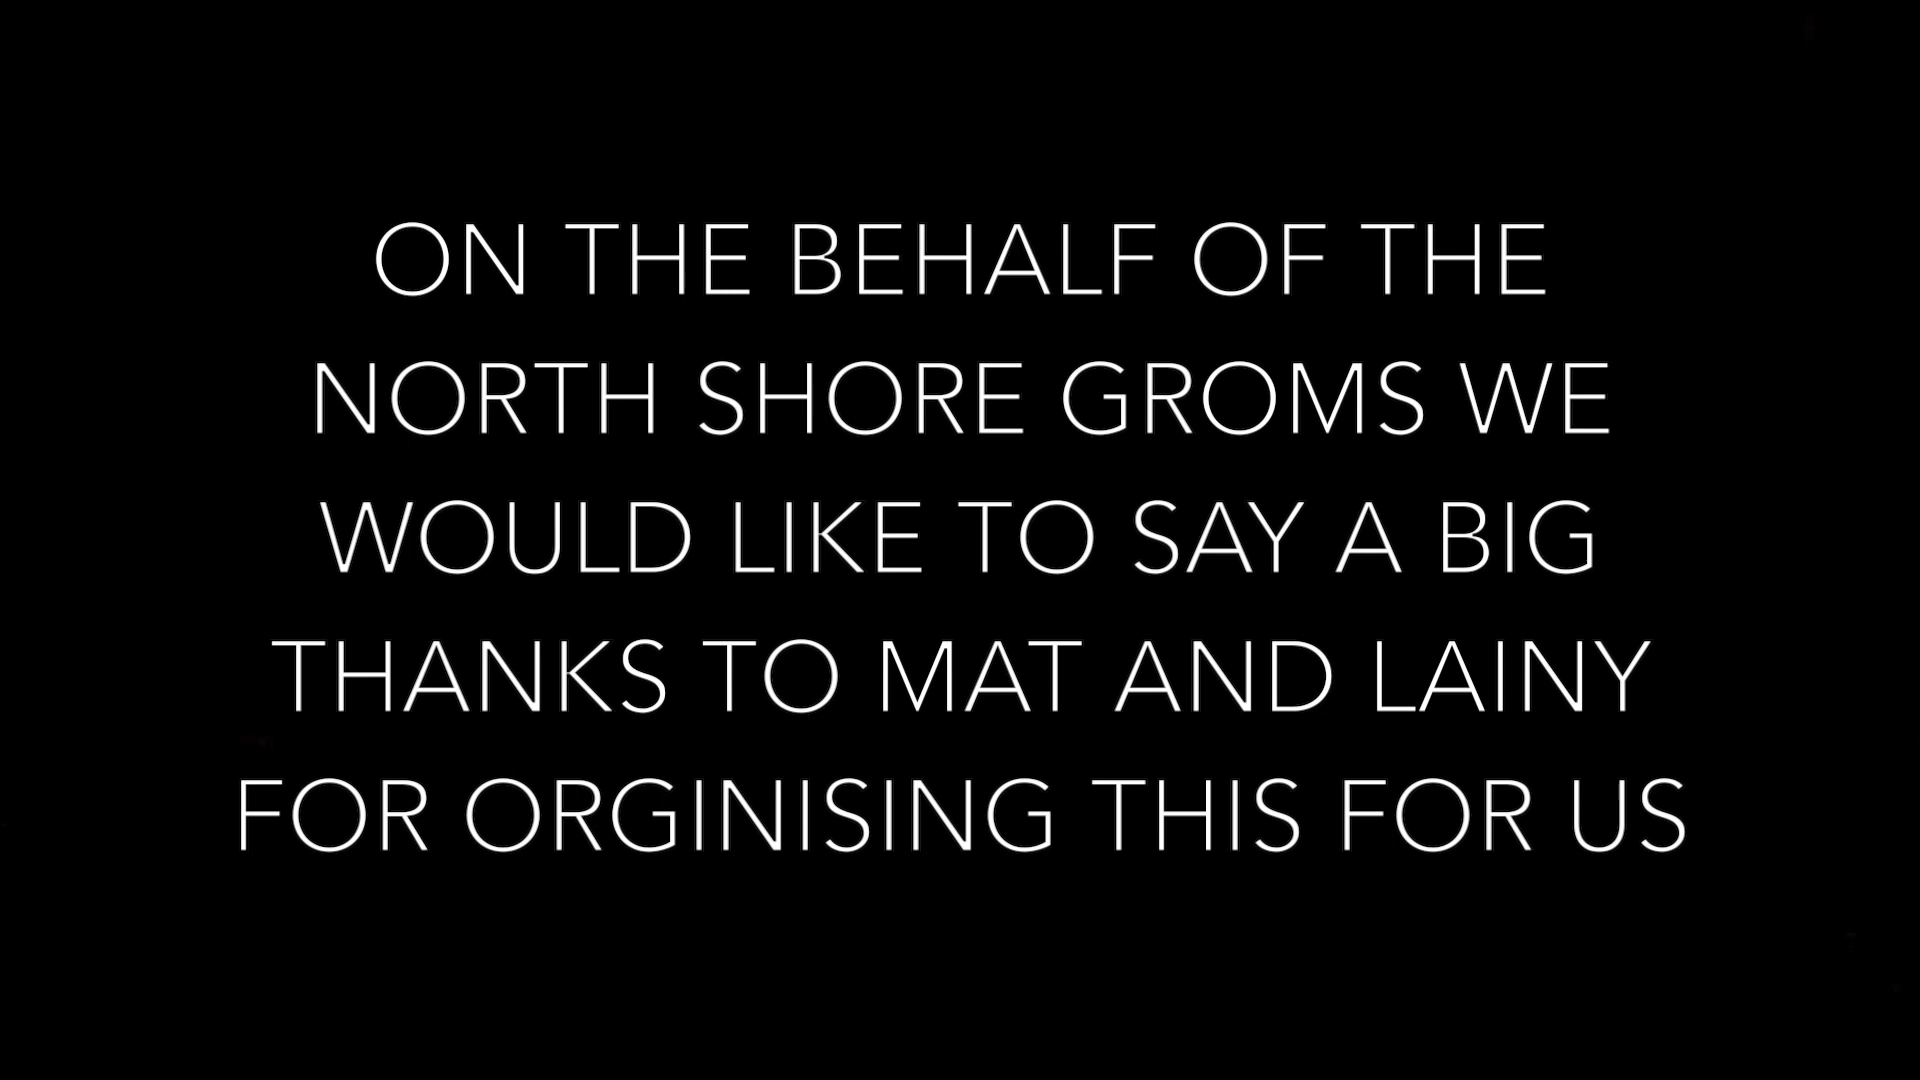 ON THE BEHALF OF THE
NORTH SHORE GROMS WE
WOULD LIKE TO SAY A BIG
THANKS TO MAT AND LAINY
FOR ORGINISING THIS FOR US